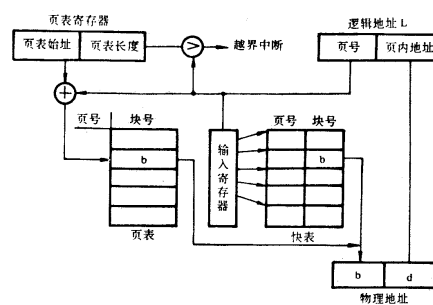 页表寄存器
逻辑地址 L
页表始址 页表长度
>
越界中断
页号 页内地址
+
页号 块号
页号 块号
输入寄存器
b
b
页表
快表
b d
物理地址